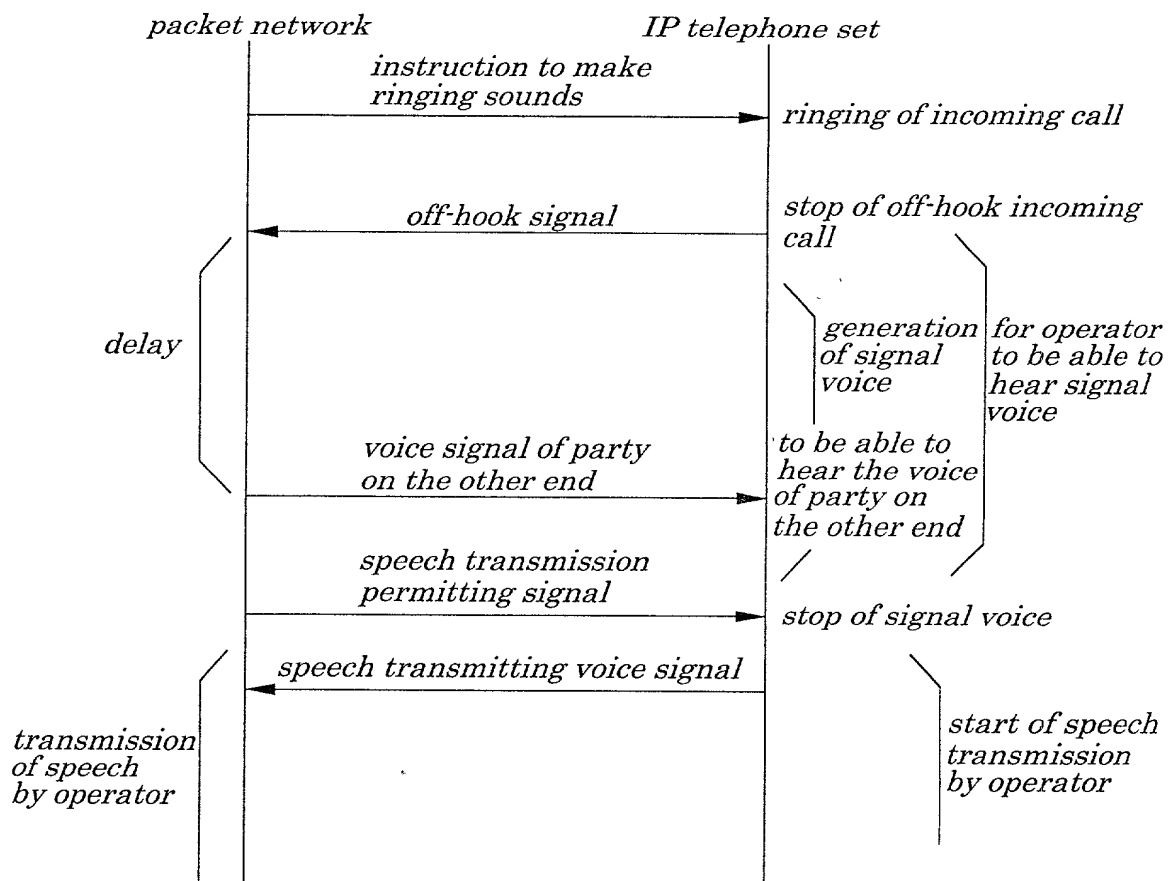 packet network
IP telephone set
instruction to make
ringing sounds
ringing of incoming call
off-hook signal
stop of off-hook incoming
call
delay
generation
of signal
voice
for operator
to be able to
hear signal
voice
voice signal of party
on the other end
to be able to
hear the voice
of party on
the other end
speech transmission
permitting signal
stop of signal voice
speech transmitting voice signal
transmission
of speech
by operator
start of speech
transmission
by operator